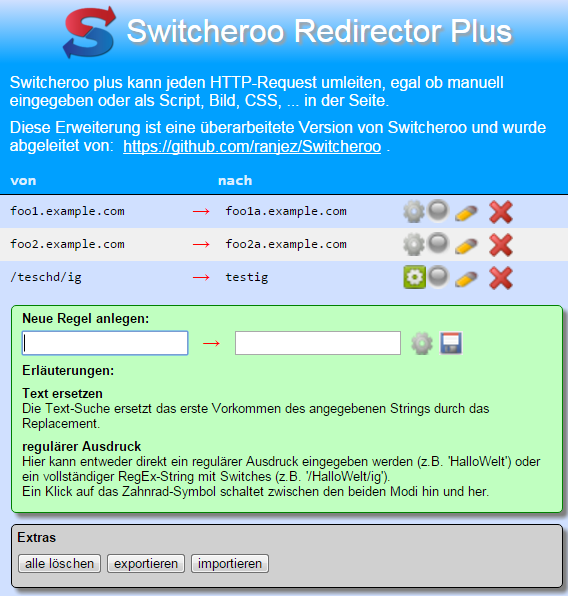 Switcheroo Redirector Plus
Switcheroo plus kann jeden HTTP-Request umleiten, egal ob manuell
eingegeben oder als Script, Bild, CSS, ... in der Seite.
Diese Erweiterung ist eine überarbeitete Version von Switcheroo und wurde
abgeleitet von: https://github.com/ranjez/Switcheroo .
von nach
foo1.example.com → foo1a.example.com
foo2.example.com → foo2a.example.com
/teschd/ig → testig
Neue Regel anlegen:
→
Erläuterungen:
Text ersetzen
Die Text-Suche ersetzt das erste Vorkommen des angegebenen Strings durch das
Replacement.
regulärer Ausdruck
Hier kann entweder direkt ein regulärer Ausdruck eingegeben werden (z.B. 'HalloWelt') oder
ein vollständiger RegEx-String mit Switches (z.B. '/HalloWelt/ig').
Ein Klick auf das Zahnrad-Symbol schaltet zwischen den beiden Modi hin und her.
Extras
alle löschen exportieren importieren